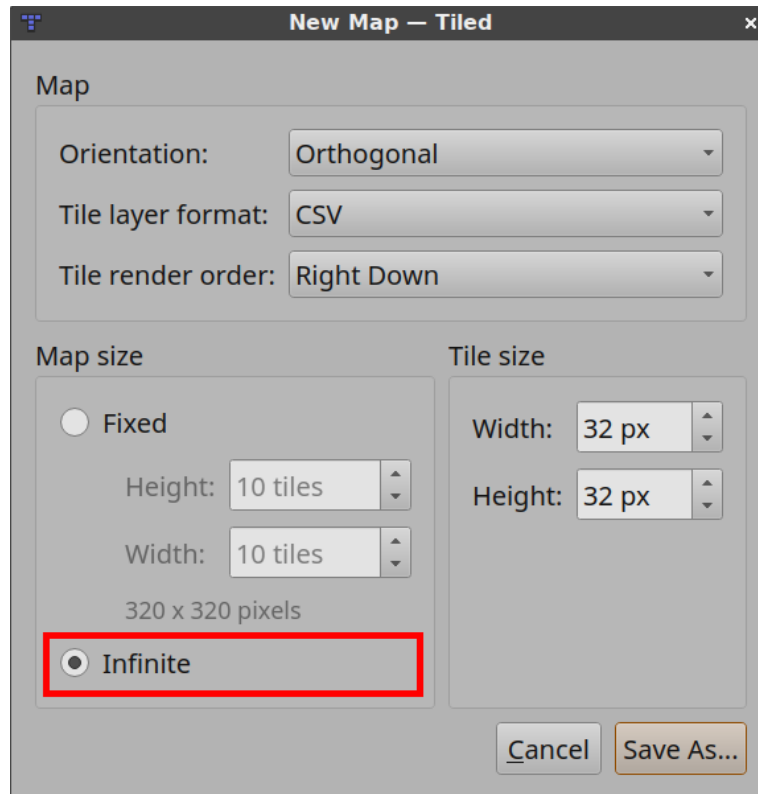 New Map — Tiled
Map
Orientation: Orthogonal
Tile layer format: CSV
Tile render order: Right Down
Map size
Fixed
Height: 10 tiles
Width: 10 tiles
320 x 320 pixels
Infinite
Tile size
Width: 32 px
Height: 32 px
Cancel Save As...